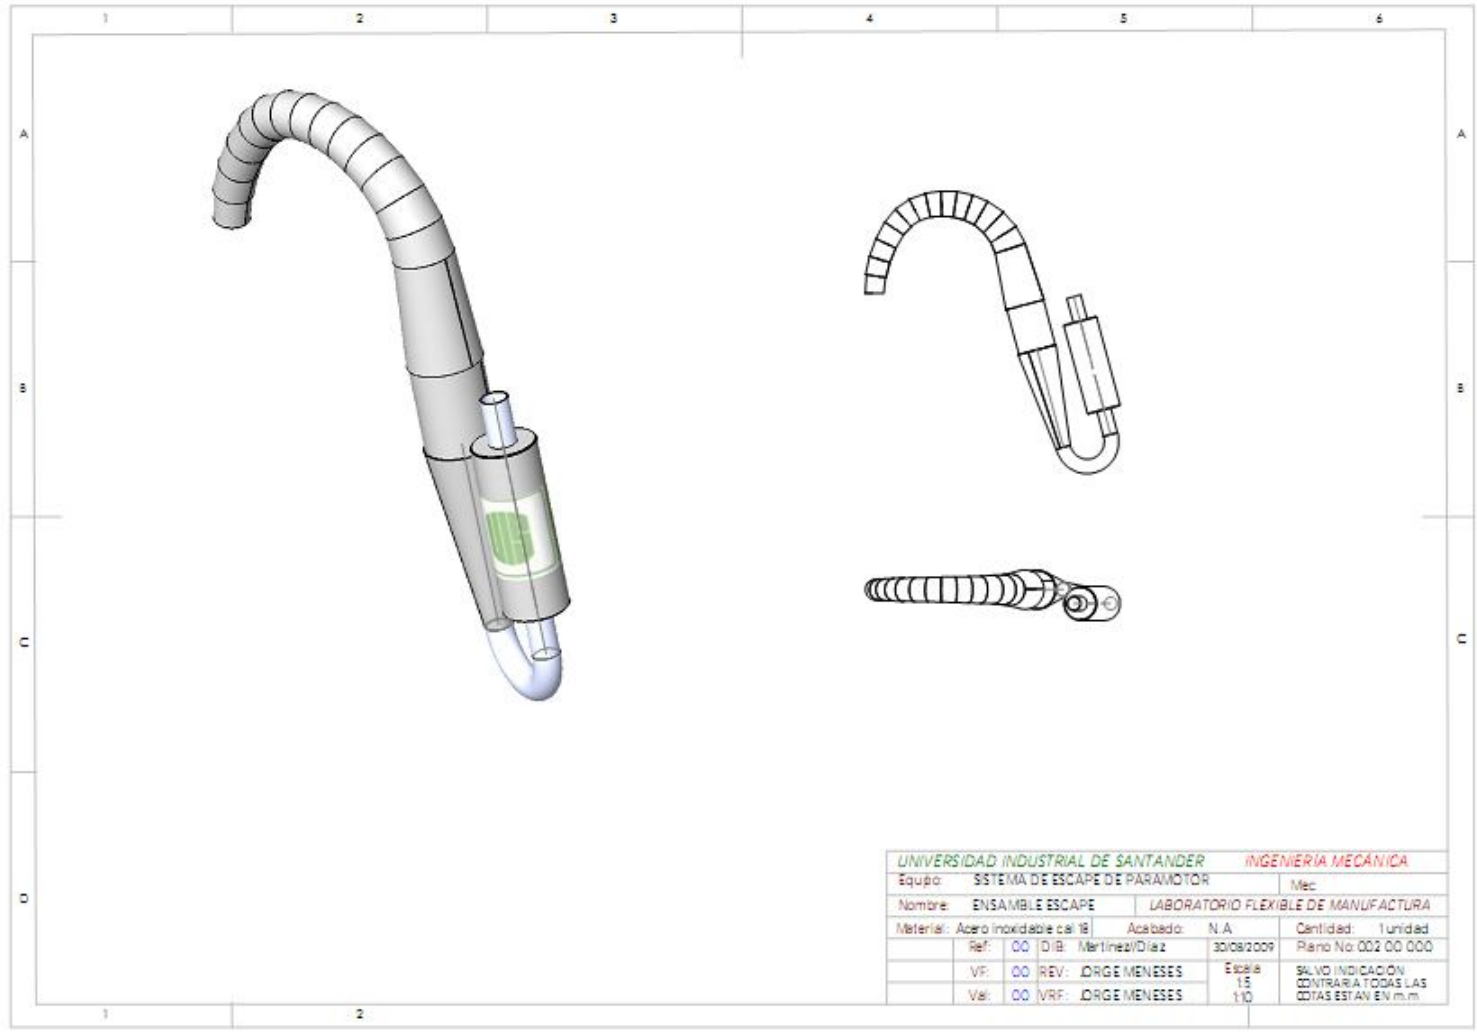 1 2 3 4 5 6
A A
B B
C C
D
UNIVERSIDAD INDUSTRIAL DE SANTANDER INGENIERÍA MECÁNICA
Equipo: SISTEMA DE ESCAPE DE PARAMOTOR Mec
Nombre: ENSAMBLE ESCAPE LABORATORIO FLEXIBLE DE MANUFACTURA
Material: Acero inoxidable cal 18 Acabado: N.A Cantidad: 1 unidad
Ref: 00 DIB: Martínez/Díaz 30/08/2009 Plano No: 002 00 000
VF: 00 REV: JORGE MENESES Escala 1:5 1:10 SALVO INDICACIÓN
CONTRARIA TODAS LAS
Val: 00 VRF: JORGE MENESES COTAS ESTAN EN m.m
1 2